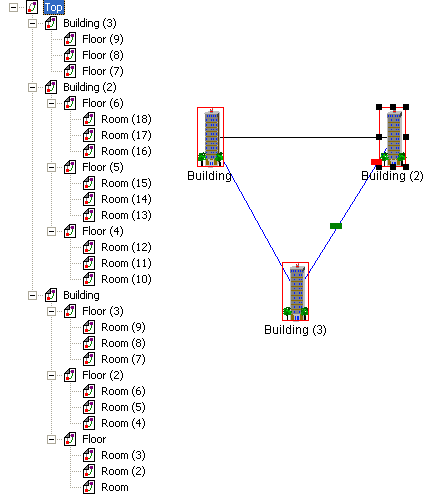 Top
Building (3)
Floor (9)
Floor (8)
Floor (7)
Building (2)
Floor (6)
Room (18)
Room (17)
Room (16)
Floor (5)
Room (15)
Room (14)
Room (13)
Floor (4)
Room (12)
Room (11)
Room (10)
Building
Floor (3)
Room (9)
Room (8)
Room (7)
Floor (2)
Room (6)
Room (5)
Room (4)
Floor
Room (3)
Room (2)
Room
Building
Building (2)
Building (3)